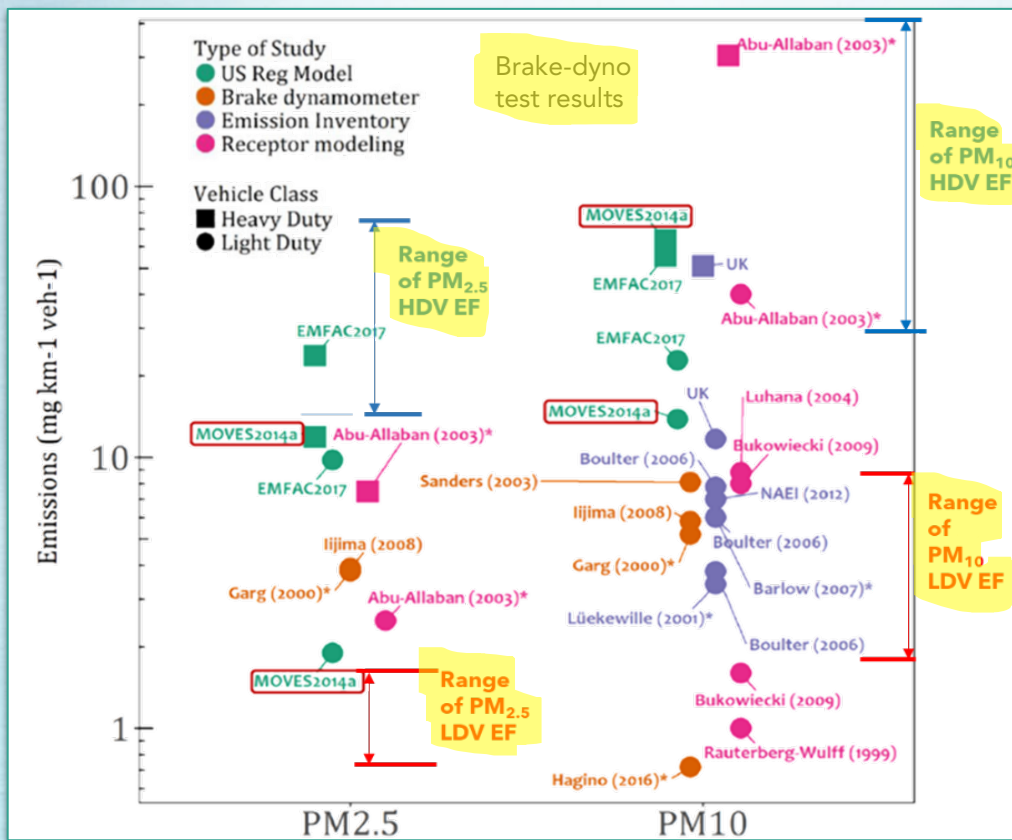 Type of Study
US Reg Model
Brake dynamometer
Emission Inventory
Receptor modeling
Vehicle Class
Heavy Duty
Light Duty
Brake-dyno
test results
Abu-Allaban (2003)*
Range
of PM10
HDV EF
Emissions (mg km-1 veh-1)
100
10
1
Range
of PM2.5
HDV EF
EMFAC2017
MOVES2014a
Abu-Allaban (2003)*
EMFAC2017
Iijima (2008)
Garg (2000)*
Abu-Allaban (2003)*
MOVES2014a
Range
of PM2.5
LDV EF
MOVES2014a
UK
EMFAC2017
Abu-Allaban (2003)*
EMFAC2017
UK
Luhana (2004)
MOVES2014a
Bukowiecki (2009)
Boulter (2006)
Sanders (2003)
NAEI (2012)
Iijima (2008)
Boulter (2006)
Garg (2000)*
Barlow (2007)*
Lüekewille (2001)*
Boulter (2006)
Range
of
PM10
LDV EF
Bukowiecki (2009)
Rauterberg-Wulff (1999)
Hagino (2016)*
PM2.5
PM10